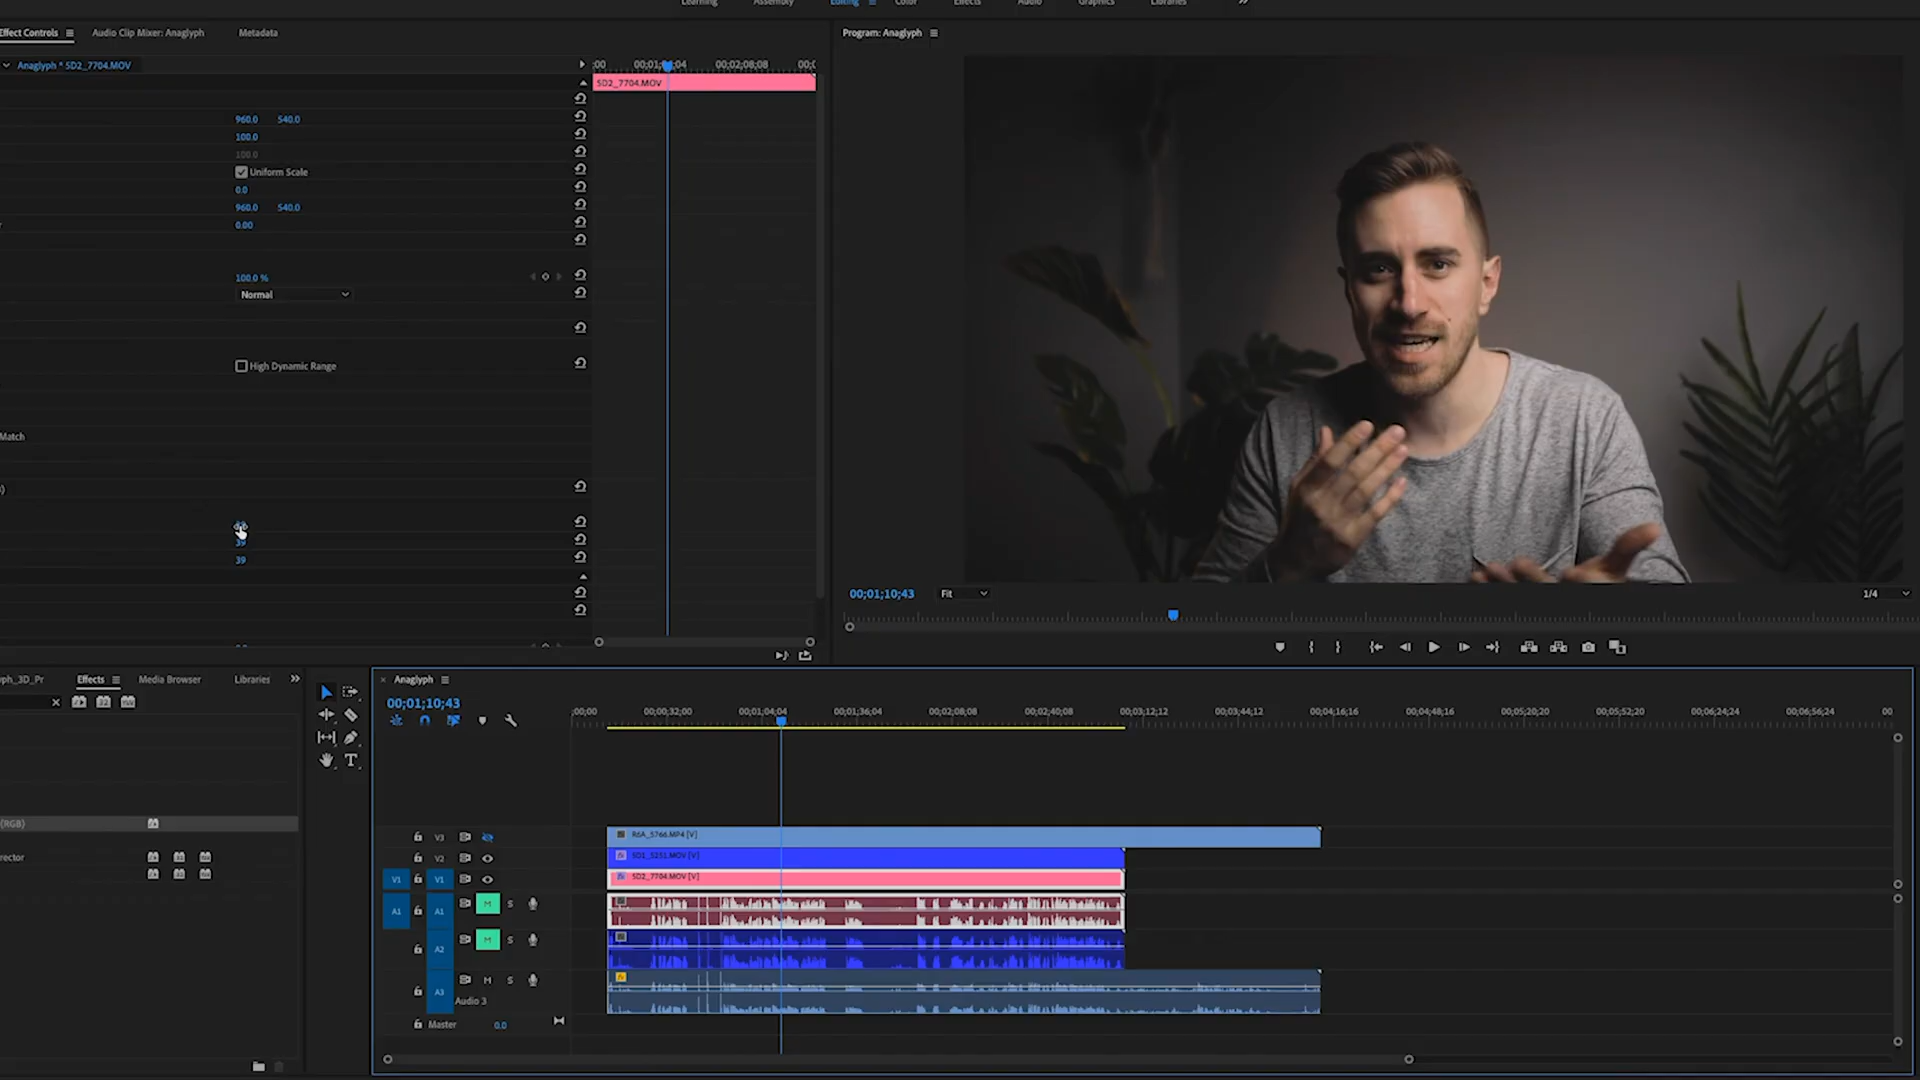 Learning Assembly Editing Color Effects Audio Graphics Libraries
Effect Controls Audio Clip Mixer: Anaglyph Metadata
Program: Anaglyph
Anaglyph * 5D2_7704.MOV
:00 00;01;04;04 00;02;08;08 00;0
5D2_7704.MOV
960.0 540.0
100.0
100.0
Uniform Scale
0.0
960.0 540.0
0.00
100.0 %
Normal
High Dynamic Range
Match
39
39
00;01;10;43 Fit 1/4
yph_3D_Pr Effects Media Browser Libraries
32
(RGB)
rector
Anaglyph
00;01;10;43
;00;00 00;00;32;00 00;01;04;04 00;01;36;04 00;02;08;08 00;02;40;08 00;03;12;12 00;03;44;12 00;04;16;16 00;04;48;16 00;05;20;20 00;05;52;20 00;06;24;24 00;06;56;24 00
V3 R6A_5766.MP4 [V]
V2 5D1_5251.MOV [V]
V1 V1 5D2_7704.MOV [V]
A1 A1 M S
A2 M S
A3 M S
Audio 3
Master 0.0